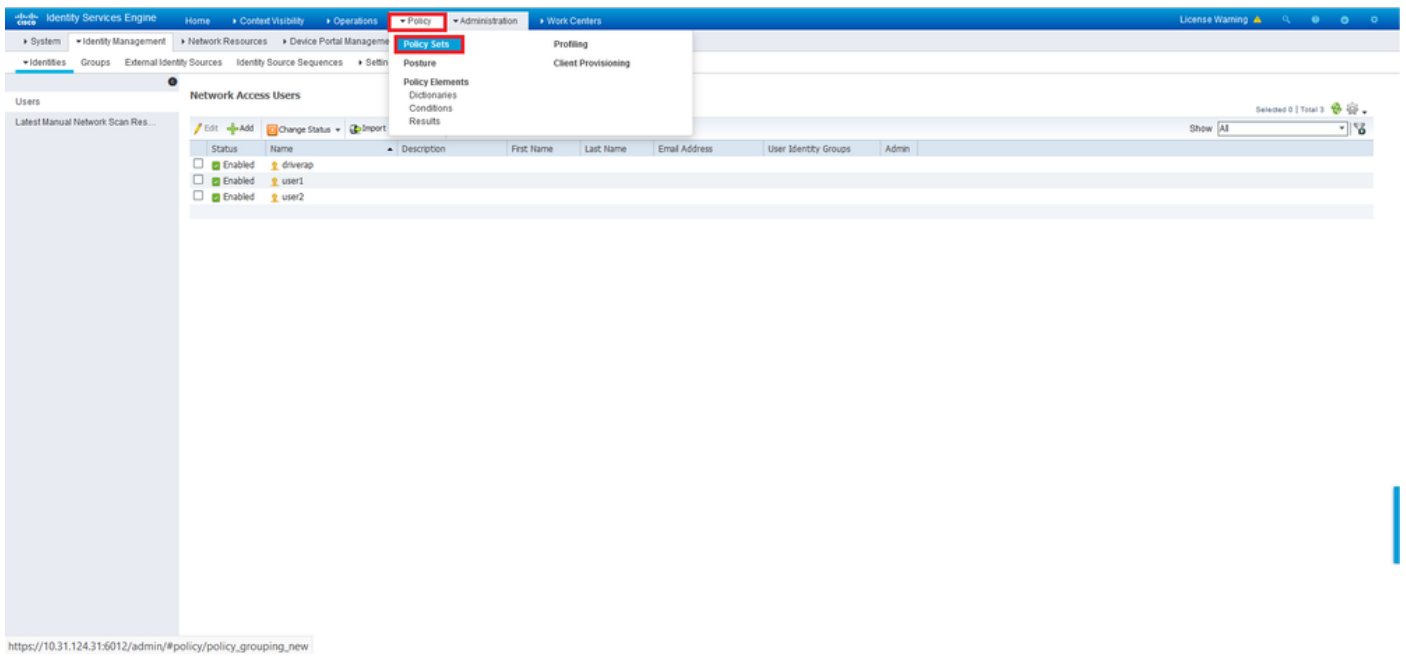 cisco Identity Services Engine Home Context Visibility Operations Policy Administration Work Centers License Warning
System Identity Management Network Resources Device Portal Manageme
Policy Sets Profiling
Identities Groups External Identity Sources Identity Source Sequences Settin
Posture Client Provisioning
Policy Elements
Dictionaries
Conditions
Results
Users
Latest Manual Network Scan Res...
Network Access Users
Selected 0 | Total 3
Edit Add Change Status Import
Show All
Status Name Description First Name Last Name Email Address User Identity Groups Admin
Enabled driverap
Enabled user1
Enabled user2
https://10.31.124.31:6012/admin/#policy/policy_grouping_new